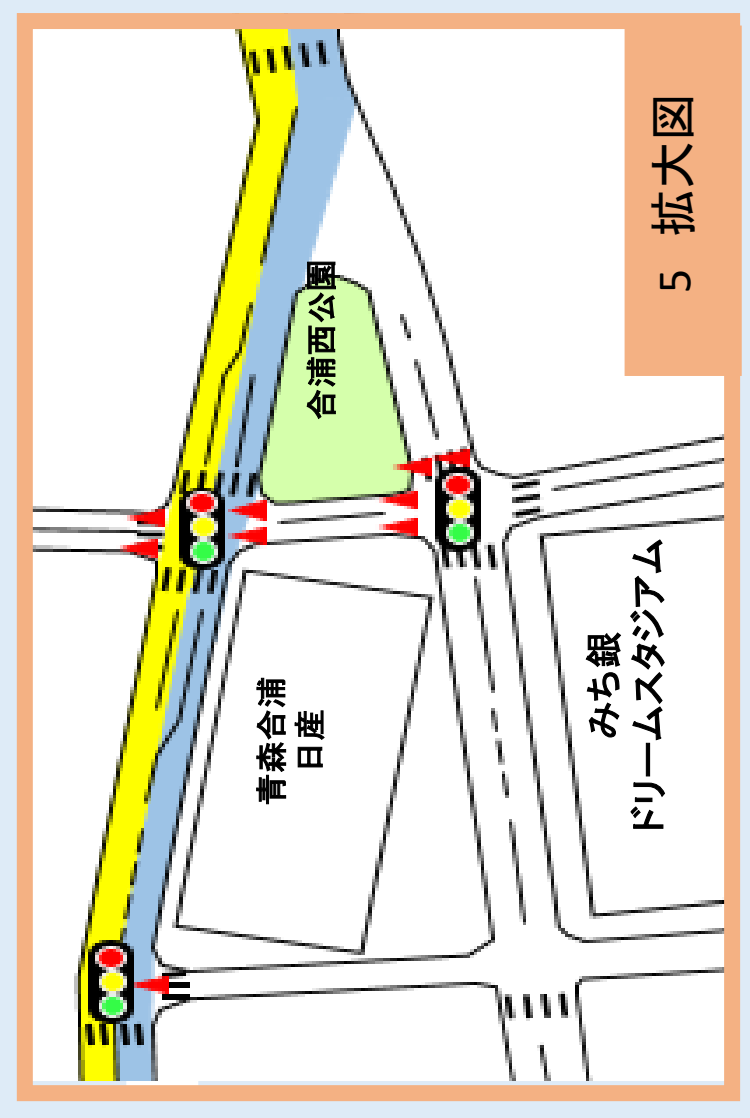 5 拡大図
合浦西公園
青森合浦
日産
みち銀
ドリームスタジアム